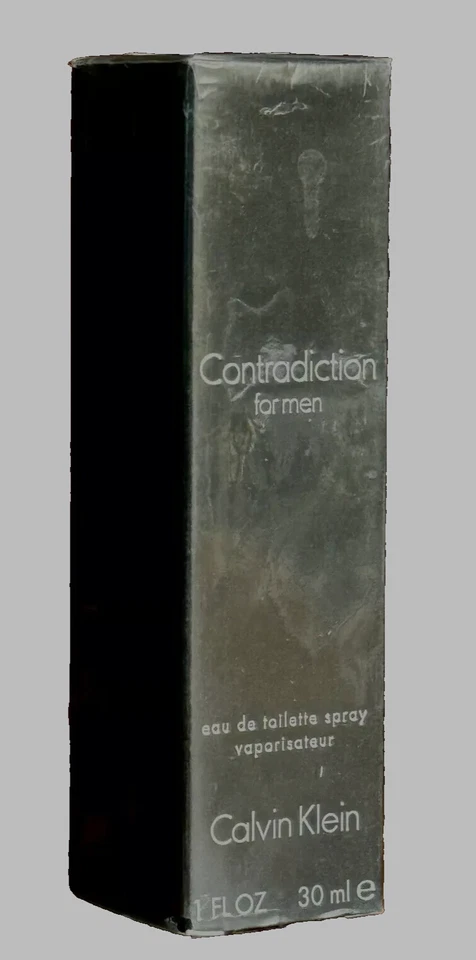 Contradiction
for men
eau de toilette spray
vaporisateur
Calvin Klein
1 FL OZ 30 ml e